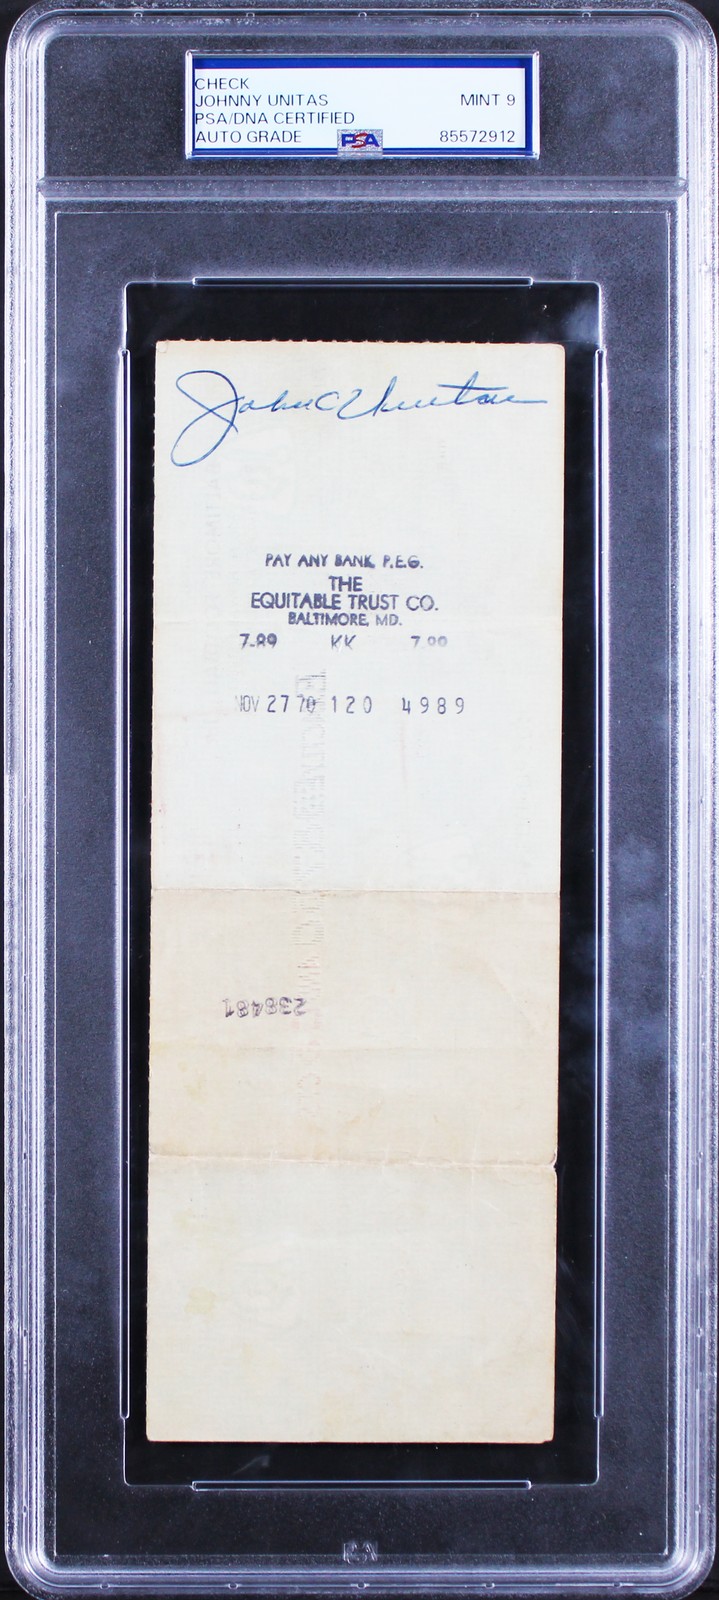 CHECK
JOHNNY UNITAS MINT 9
PSA/DNA CERTIFIED
AUTO GRADE PSA 85572912
John C Unitas
PAY ANY BANK, P.E.G.
THE
EQUITABLE TRUST CO.
BALTIMORE, MD.
7-89 KK 7
NOV 27 70 120 4989
238481